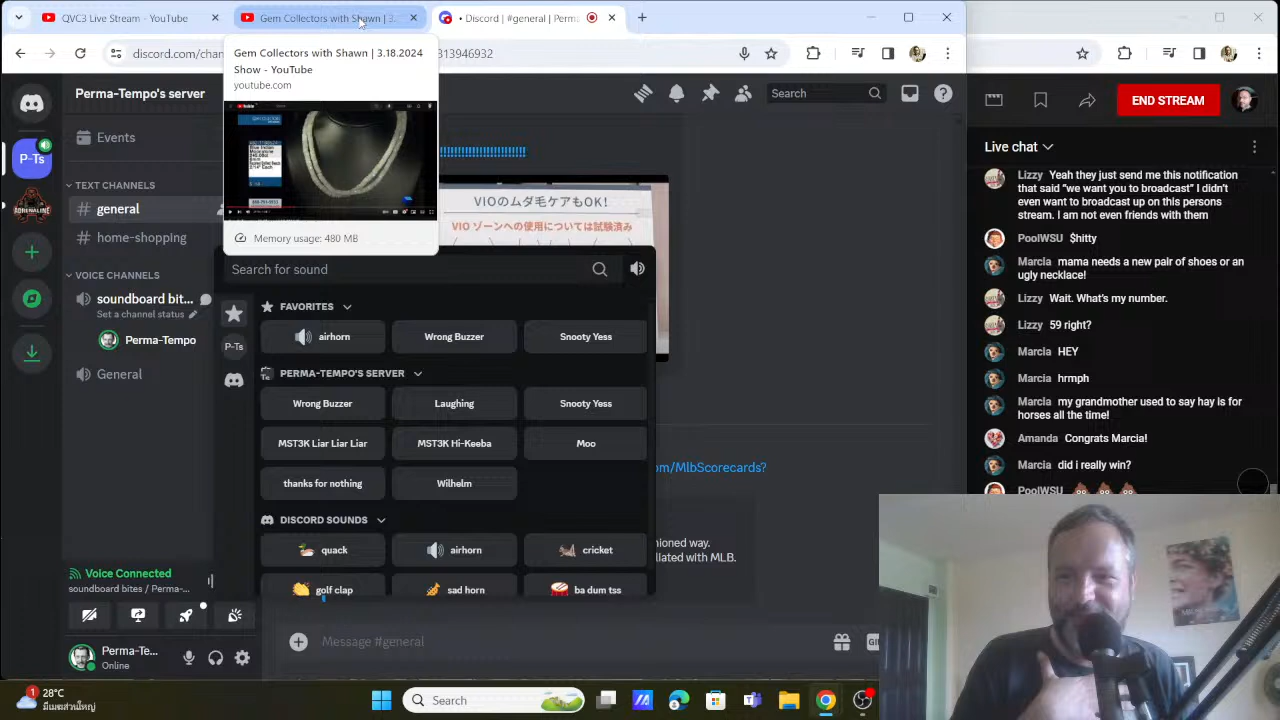 QVC3 Live Stream - YouTube
Gem Collectors with Shawn | 3.
• Discord | #general | Perma
discord.com/char
313946932
Gem Collectors with Shawn | 3.18.2024
Show - YouTube
youtube.com
Memory usage: 480 MB
Perma-Tempo's server
Events
TEXT CHANNELS
general
home-shopping
VOICE CHANNELS
soundboard bit...
Set a channel status
Perma-Tempo
General
P-Ts
ADRENALINE
Search
!!!!!!!!!!!!!!!!!!!!!!!!!!!!!
VIOのムダ毛ケアもOK!
VIO ゾーンへの使用については試験済み
Search for sound
FAVORITES
airhorn
Wrong Buzzer
Snooty Yess
P-Ts
PERMA-TEMPO'S SERVER
Wrong Buzzer
Laughing
Snooty Yess
MST3K Liar Liar Liar
MST3K Hi-Keeba
Moo
thanks for nothing
Wilhelm
DISCORD SOUNDS
quack
airhorn
cricket
golf clap
sad horn
ba dum tss
om/MlbScorecards?
hioned way.
liated with MLB.
Voice Connected
soundboard bites / Perma-...
Perma-Te...
Online
Message #general
GIF
END STREAM
Live chat
Lizzy Yeah they just send me this notification
that said "we want you to broadcast" I didn't
even want to broadcast up on this persons
stream. I am not even friends with them
PoolWSU $hitty
Marcia mama needs a new pair of shoes or an
ugly necklace!
Lizzy Wait. What's my number.
Lizzy 59 right?
Marcia HEY
Marcia hrmph
Marcia my grandmother used to say hay is for
horses all the time!
Amanda Congrats Marcia!
Marcia did i really win?
PoolWSU
1
28°C
Search